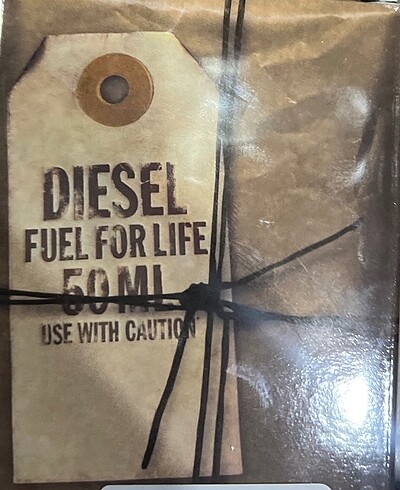 DIESEL
FUEL FOR LIFE
50 ML
USE WITH CAUTION